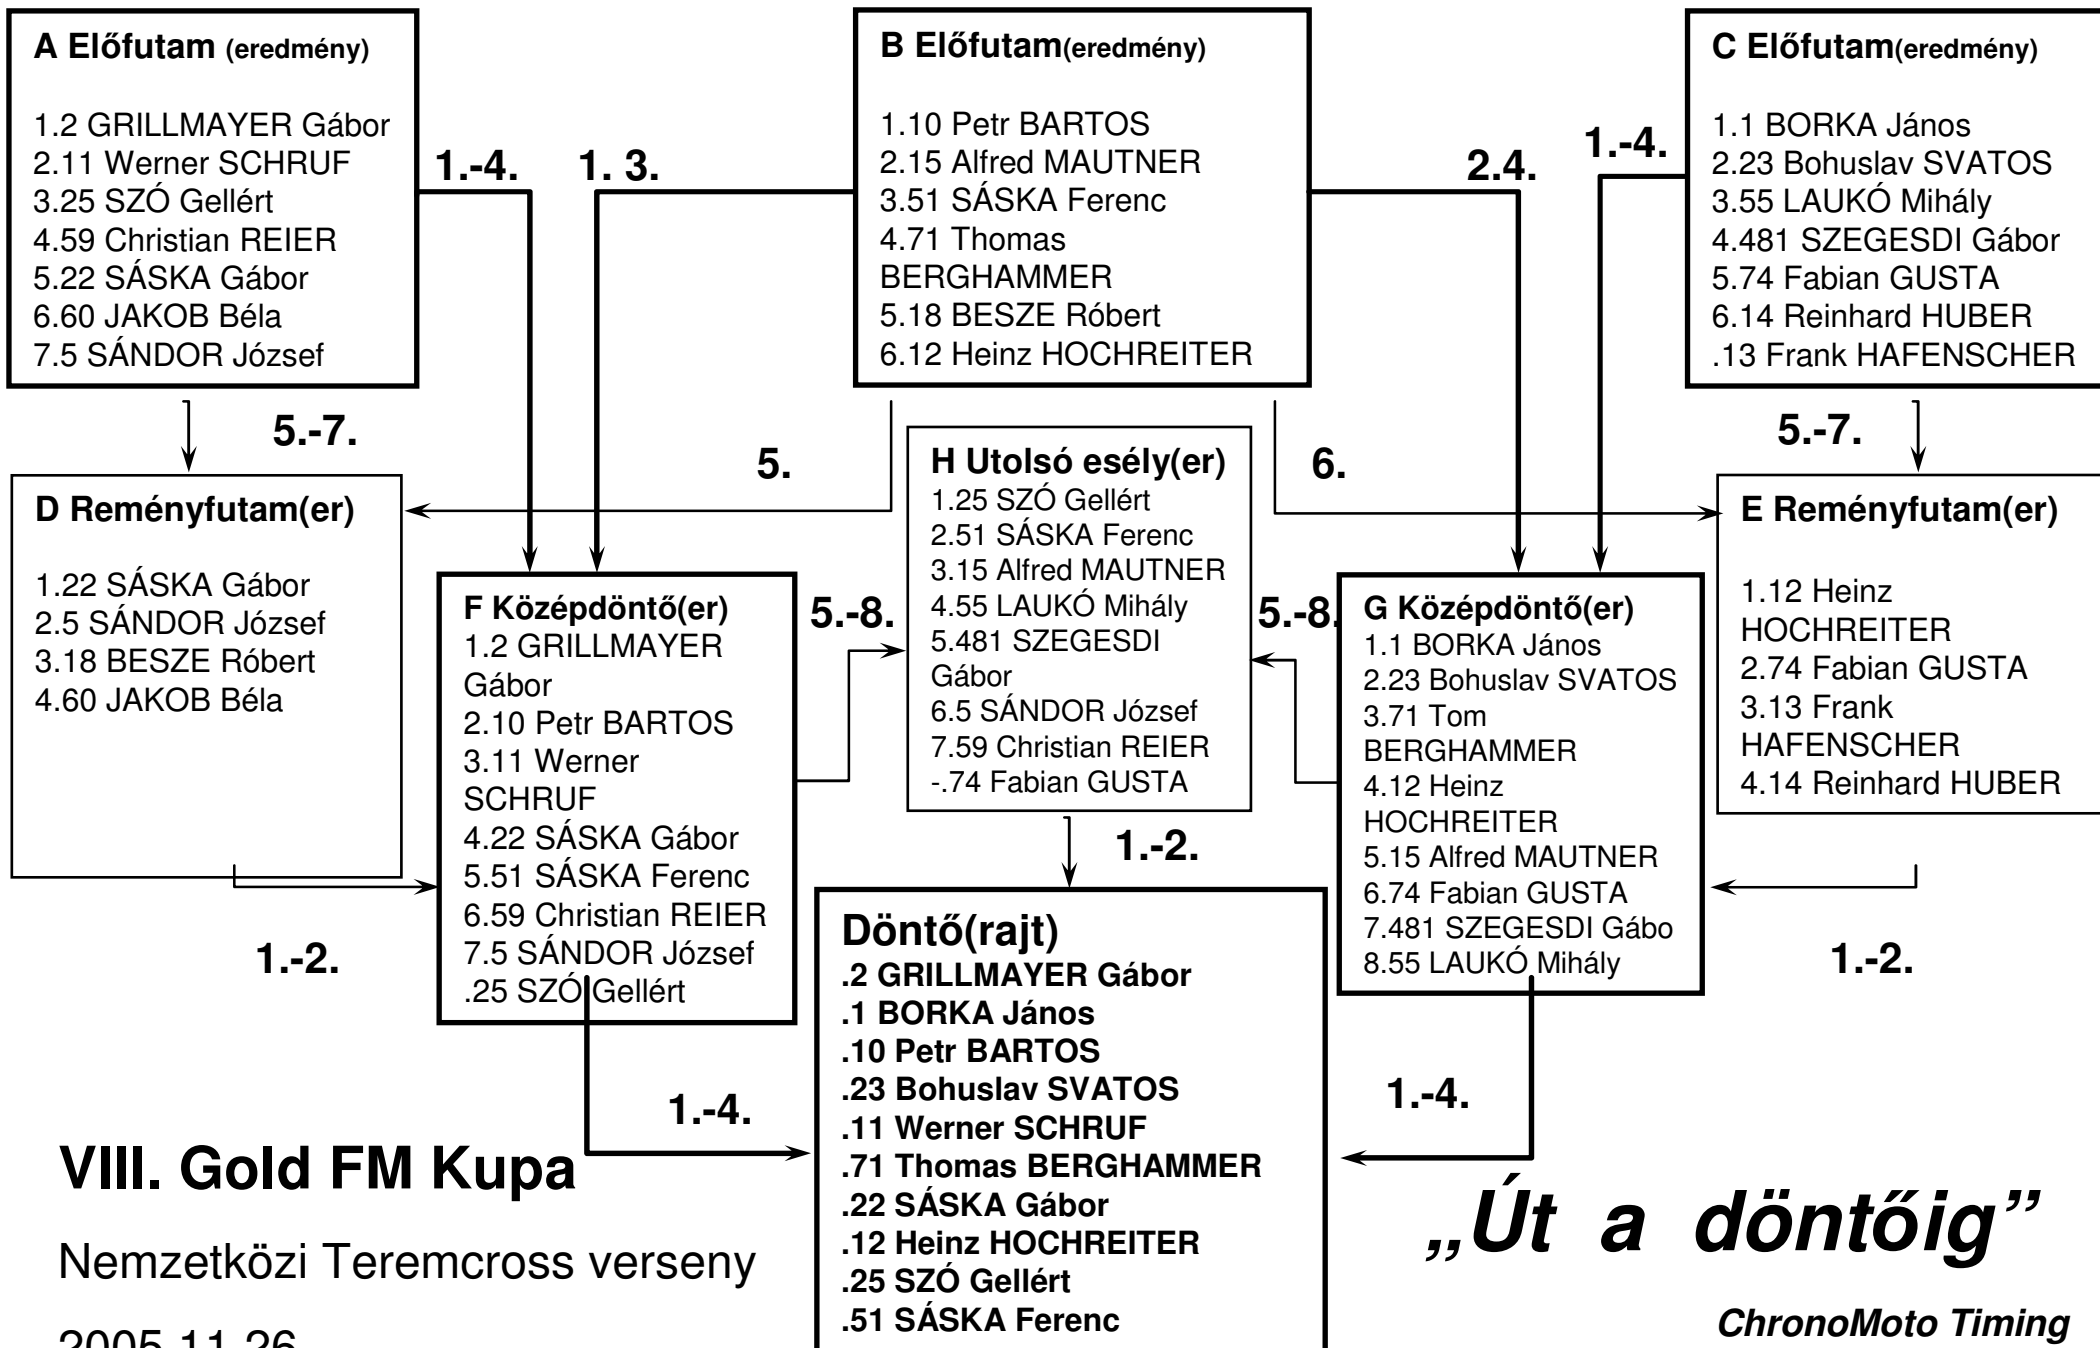 A Előfutam (eredmény)
1.2 GRILLMAYER Gábor
2.11 Werner SCHRUF
3.25 SZÓ Gellért
4.59 Christian REIER
5.22 SÁSKA Gábor
6.60 JAKOB Béla
7.5 SÁNDOR József
1.-4.
1. 3.
B Előfutam(eredmény)
1.10 Petr BARTOS
2.15 Alfred MAUTNER
3.51 SÁSKA Ferenc
4.71 Thomas
BERGHAMMER
5.18 BESZE Róbert
6.12 Heinz HOCHREITER
2.4.
1.-4.
C Előfutam(eredmény)
1.1 BORKA János
2.23 Bohuslav SVATOS
3.55 LAUKÓ Mihály
4.481 SZEGESDI Gábor
5.74 Fabian GUSTA
6.14 Reinhard HUBER
.13 Frank HAFENSCHER
5.-7.
5.
6.
5.-7.
D Reményfutam(er)
1.22 SÁSKA Gábor
2.5 SÁNDOR József
3.18 BESZE Róbert
4.60 JAKOB Béla
1.-2.
F Középdöntő(er)
1.2 GRILLMAYER
Gábor
2.10 Petr BARTOS
3.11 Werner
SCHRUF
4.22 SÁSKA Gábor
5.51 SÁSKA Ferenc
6.59 Christian REIER
7.5 SÁNDOR József
.25 SZÓ Gellért
5.-8.
H Utolsó esély(er)
1.25 SZÓ Gellért
2.51 SÁSKA Ferenc
3.15 Alfred MAUTNER
4.55 LAUKÓ Mihály
5.481 SZEGESDI
Gábor
6.5 SÁNDOR József
7.59 Christian REIER
-.74 Fabian GUSTA
5.-8.
G Középdöntő(er)
1.1 BORKA János
2.23 Bohuslav SVATOS
3.71 Tom
BERGHAMMER
4.12 Heinz
HOCHREITER
5.15 Alfred MAUTNER
6.74 Fabian GUSTA
7.481 SZEGESDI Gábo
8.55 LAUKÓ Mihály
E Reményfutam(er)
1.12 Heinz
HOCHREITER
2.74 Fabian GUSTA
3.13 Frank
HAFENSCHER
4.14 Reinhard HUBER
1.-2.
1.-2.
1.-4.
Döntő(rajt)
.2 GRILLMAYER Gábor
.1 BORKA János
.10 Petr BARTOS
.23 Bohuslav SVATOS
.11 Werner SCHRUF
.71 Thomas BERGHAMMER
.22 SÁSKA Gábor
.12 Heinz HOCHREITER
.25 SZÓ Gellért
.51 SÁSKA Ferenc
1.-4.
VIII. Gold FM Kupa
Nemzetközi Teremcross verseny
2005.11.26
„Út a döntőig”
ChronoMoto Timing